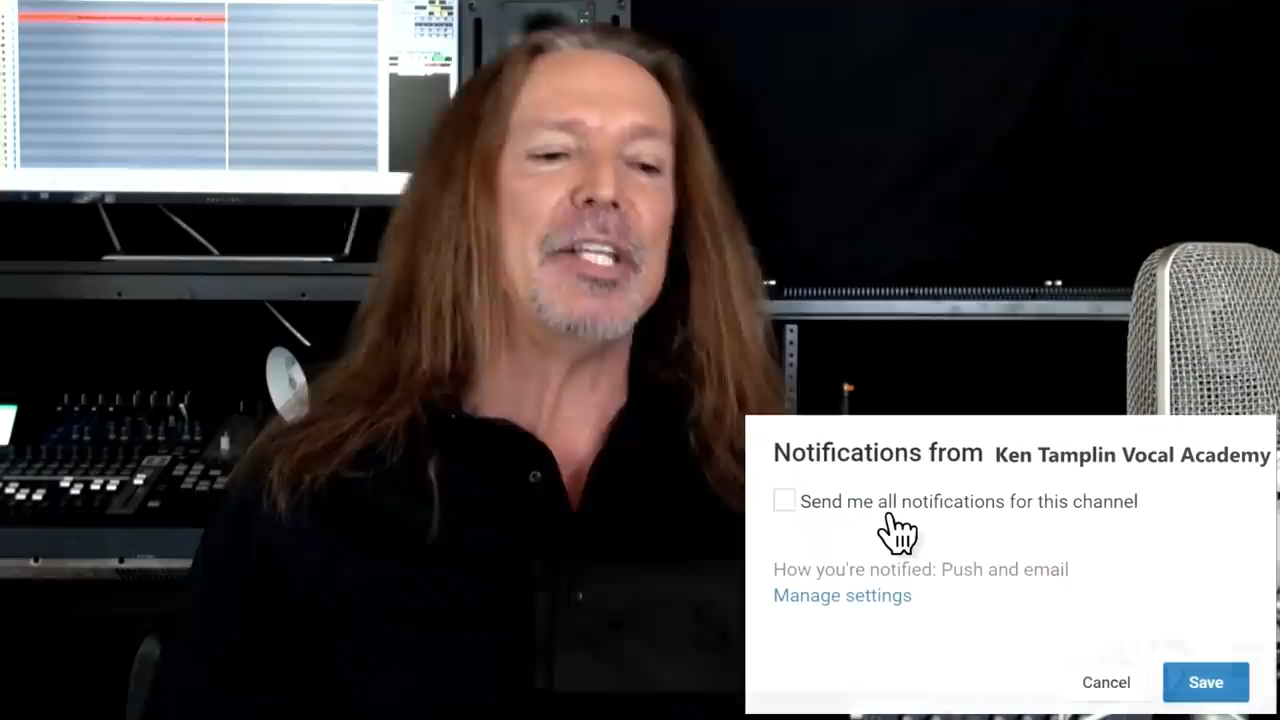 Notifications from Ken Tamplin Vocal Academy
Send me all notifications for this channel
How you're notified: Push and email
Manage settings
Cancel Save